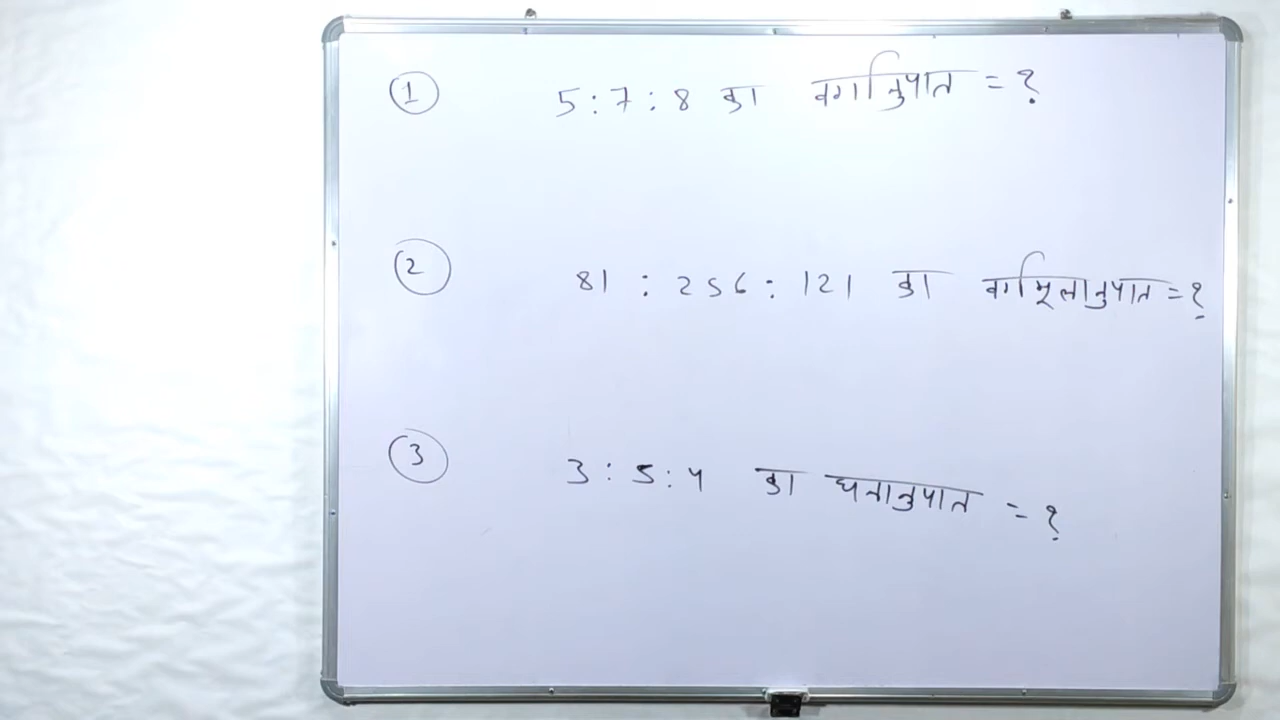 1 5 : 7 : 8 का वर्गानुपात = ?
2 81 : 256 : 121 का वर्गमूलानुपात = ?
3 3 : 5 : 4 का घनानुपात = ?